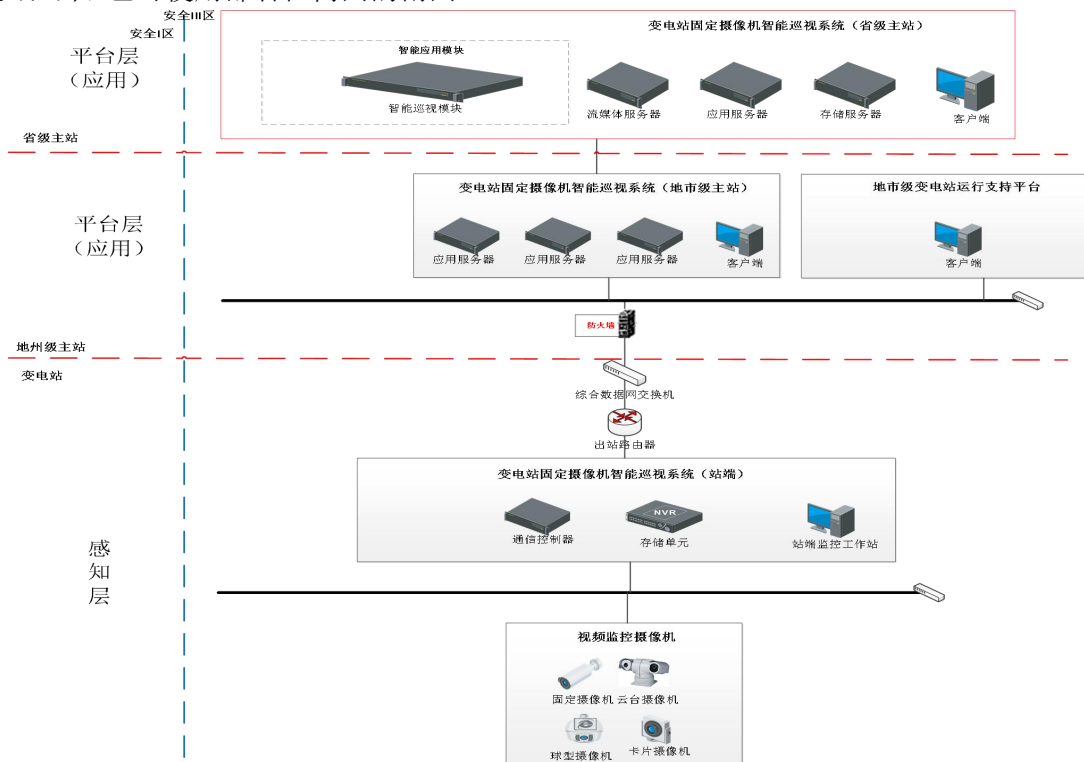 安全III区
安全I区
变电站固定摄像机智能巡视系统（省级主站）
平台层
（应用）
智能应用模块
智能巡视模块
流媒体服务器
应用服务器
存储服务器
客户端
省级主站
变电站固定摄像机智能巡视系统（地市级主站）
地市级变电站运行支持平台
平台层
（应用）
应用服务器
应用服务器
应用服务器
客户端
客户端
防火墙
地州级主站
变电站
综合数据网交换机
出站路由器
变电站固定摄像机智能巡视系统（站端）
NVR
通信控制器
存储单元
站端监控工作站
感
知
层
视频监控摄像机
固定摄像机
云台摄像机
球型摄像机
卡片摄像机